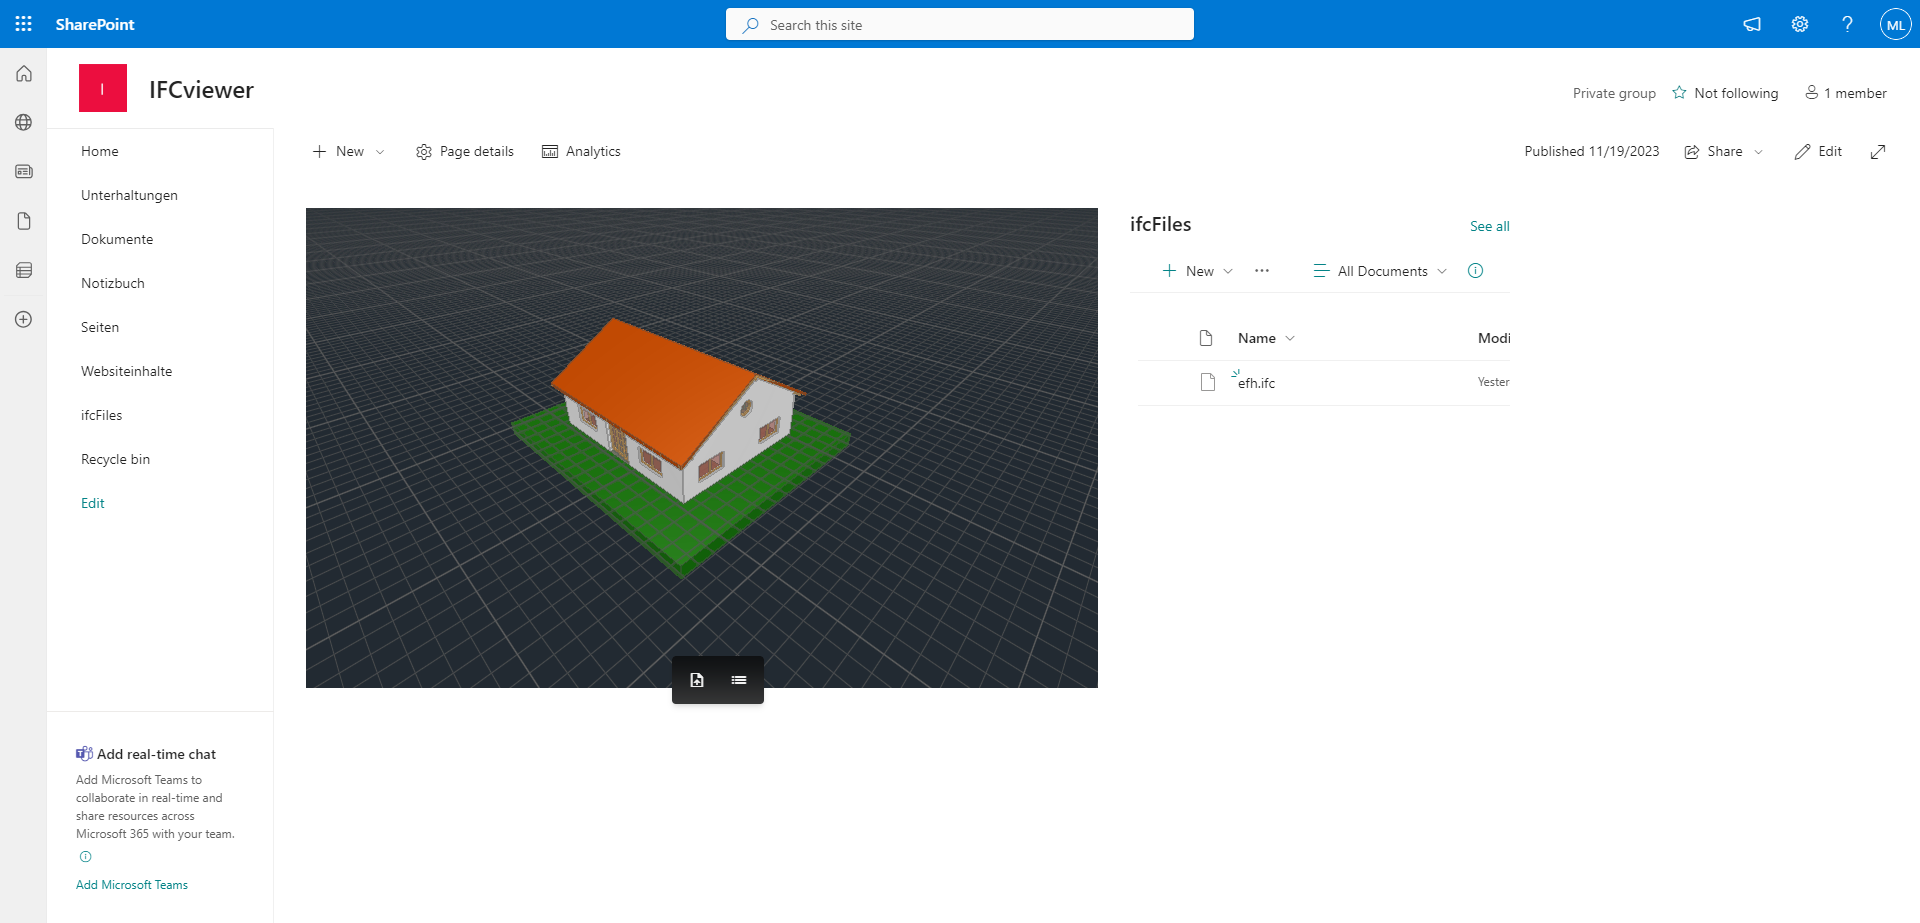 SharePoint
Search this site
ML
I
IFCviewer
Private group
Not following
1 member
Home
Unterhaltungen
Dokumente
Notizbuch
Seiten
Websiteinhalte
ifcFiles
Recycle bin
Edit
New
Page details
Analytics
Published 11/19/2023
Share
Edit
ifcFiles
See all
New
All Documents
Name
Modi
efh.ifc
Yester
Add real-time chat
Add Microsoft Teams to
collaborate in real-time and
share resources across
Microsoft 365 with your team.
Add Microsoft Teams